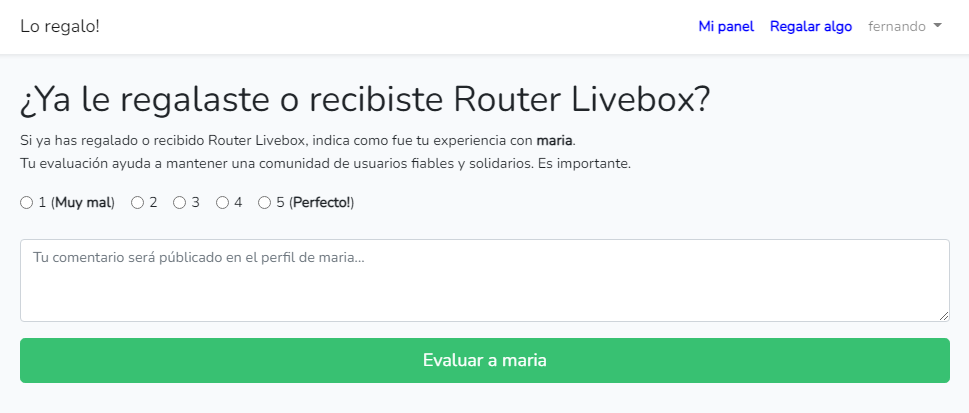 Lo regalo!
Mi panel Regalar algo fernando
¿Ya le regalaste o recibiste Router Livebox?
Si ya has regalado o recibido Router Livebox, indica como fue tu experiencia con maria.
Tu evaluación ayuda a mantener una comunidad de usuarios fiables y solidarios. Es importante.
1 (Muy mal) 2 3 4 5 (Perfecto!)
Tu comentario será públicado en el perfil de maria...
Evaluar a maria